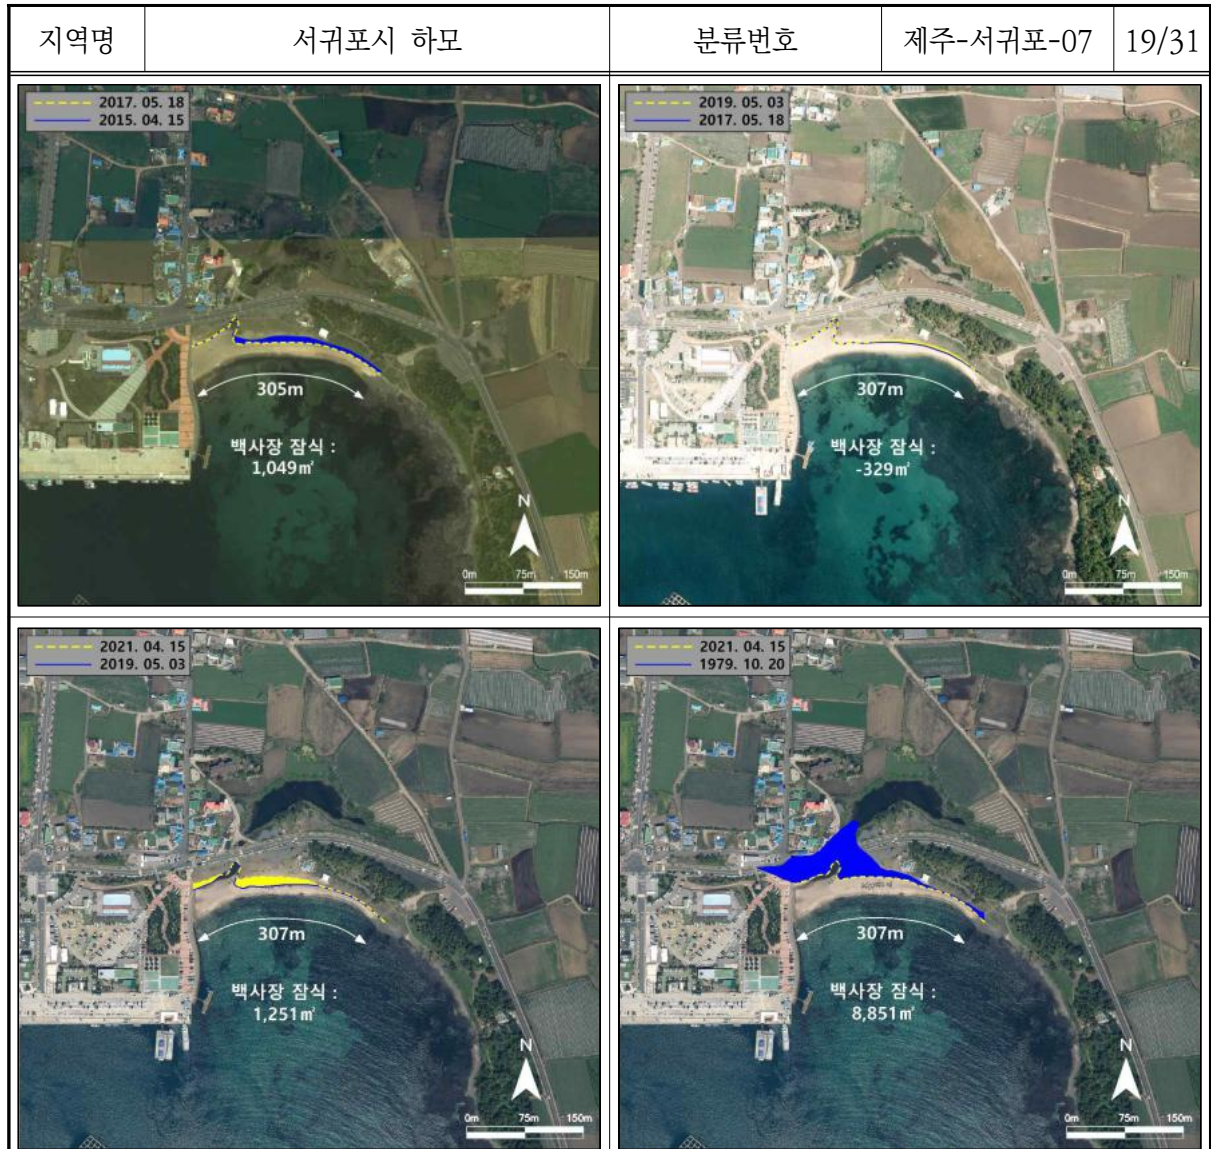 지역명 서귀포시 하모 분류번호 제주-서귀포-07 19/31
2017. 05. 18
2015. 04. 15
305m
백사장 잠식 :
1,049㎡
N
0m 75m 150m
2019. 05. 03
2017. 05. 18
307m
백사장 잠식 :
-329㎡
N
0m 75m 150m
2021. 04. 15
2019. 05. 03
307m
백사장 잠식 :
1,251㎡
N
0m 75m 150m
2021. 04. 15
1979. 10. 20
307m
백사장 잠식 :
8,851㎡
N
0m 75m 150m